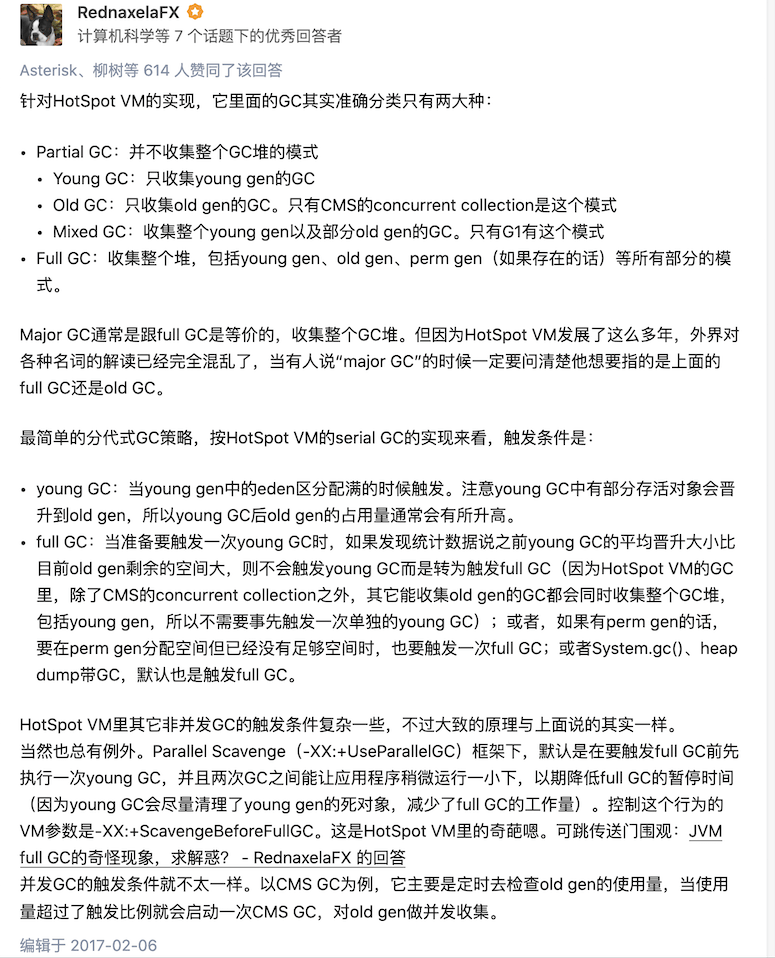 RednaxelaFX
计算机科学等 7 个话题下的优秀回答者
Asterisk、柳树等 614 人赞同了该回答
针对HotSpot VM的实现，它里面的GC其实准确分类只有两大种：
• Partial GC：并不收集整个GC堆的模式
• Young GC：只收集young gen的GC
• Old GC：只收集old gen的GC。只有CMS的concurrent collection是这个模式
• Mixed GC：收集整个young gen以及部分old gen的GC。只有G1有这个模式
• Full GC：收集整个堆，包括young gen、old gen、perm gen（如果存在的话）等所有部分的模
式。
Major GC通常是跟full GC是等价的，收集整个GC堆。但因为HotSpot VM发展了这么多年，外界对
各种名词的解读已经完全混乱了，当有人说“major GC”的时候一定要问清楚他想要指的是上面的
full GC还是old GC。
最简单的分代式GC策略，按HotSpot VM的serial GC的实现来看，触发条件是：
• young GC：当young gen中的eden区分配满的时候触发。注意young GC中有部分存活对象会晋
升到old gen，所以young GC后old gen的占用量通常会有所升高。
• full GC：当准备要触发一次young GC时，如果发现统计数据说之前young GC的平均晋升大小比
目前old gen剩余的空间大，则不会触发young GC而是转为触发full GC（因为HotSpot VM的GC
里，除了CMS的concurrent collection之外，其它能收集old gen的GC都会同时收集整个GC堆，
包括young gen，所以不需要事先触发一次单独的young GC）；或者，如果有perm gen的话，
要在perm gen分配空间但已经没有足够空间时，也要触发一次full GC；或者System.gc()、heap
dump带GC，默认也是触发full GC。
HotSpot VM里其它非并发GC的触发条件复杂一些，不过大致的原理与上面说的其实一样。
当然也总有例外。Parallel Scavenge（-XX:+UseParallelGC）框架下，默认是在要触发full GC前先
执行一次young GC，并且两次GC之间能让应用程序稍微运行一小下，以期降低full GC的暂停时间
（因为young GC会尽量清理了young gen的死对象，减少了full GC的工作量）。控制这个行为的
VM参数是-XX:+ScavengeBeforeFullGC。这是HotSpot VM里的奇葩嗯。可跳传送门围观：JVM
full GC的奇怪现象，求解惑？ - RednaxelaFX 的回答
并发GC的触发条件就不太一样。以CMS GC为例，它主要是定时去检查old gen的使用量，当使用
量超过了触发比例就会启动一次CMS GC，对old gen做并发收集。
编辑于 2017-02-06